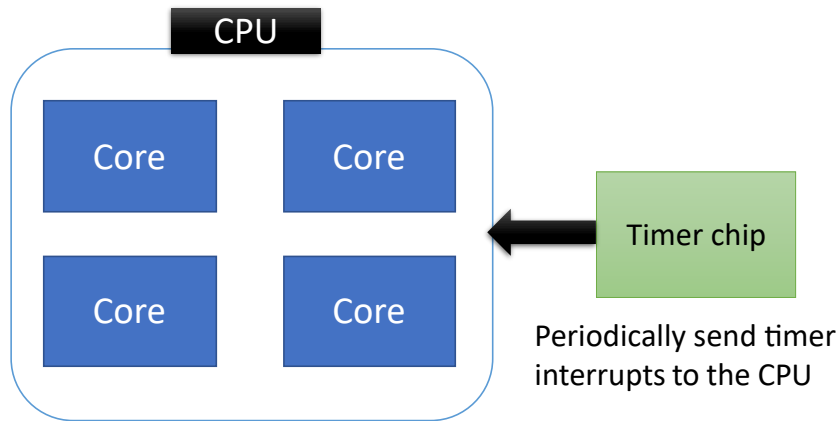 CPU
Core
Core
Core
Core
Timer chip
Periodically send timer
interrupts to the CPU